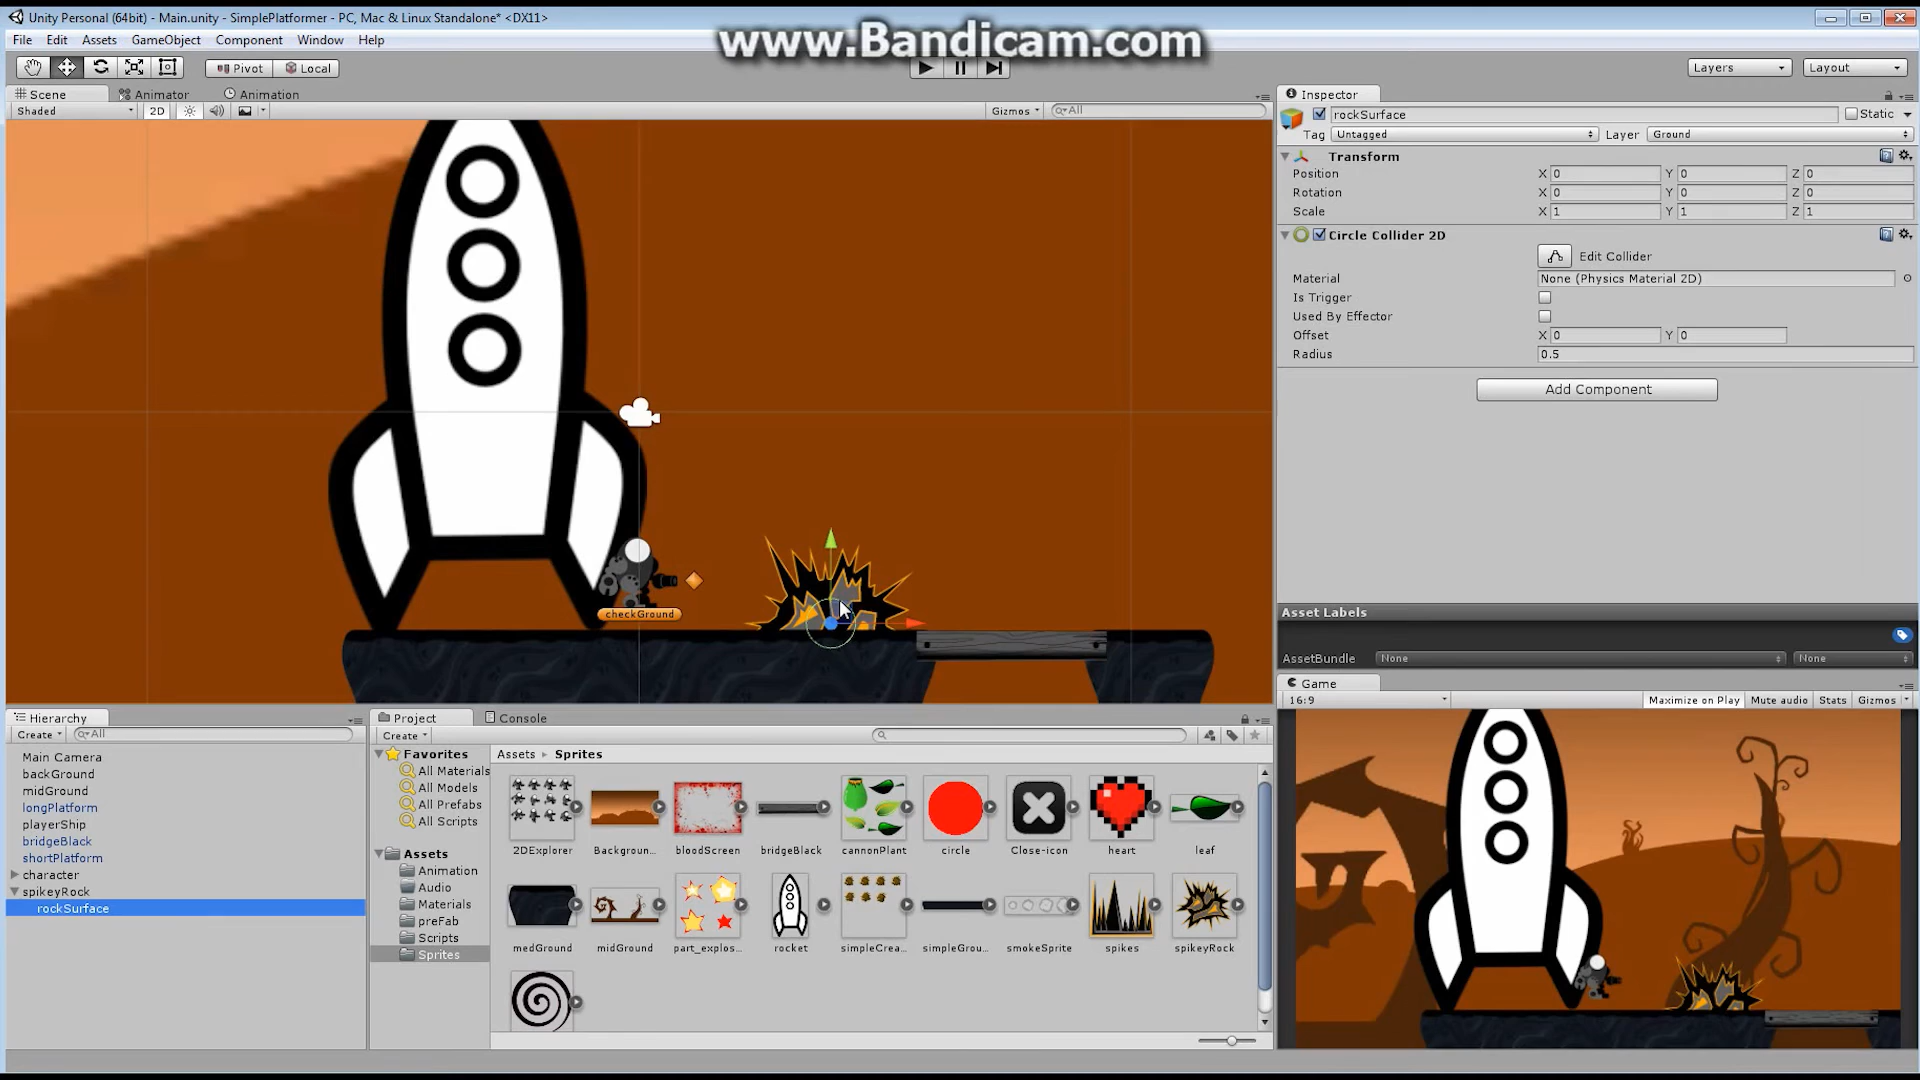 Unity Personal (64bit) - Main.unity - SimplePlatformer - PC, Mac & Linux Standalone* <DX11>
www.Bandicam.com
File Edit Assets GameObject Component Window Help
Pivot Local
Layers Layout
Scene Animator Animation
Shaded 2D Gizmos All
checkGround
Inspector
rockSurface Static
Tag Untagged Layer Ground
Transform
Position X 0 Y 0 Z 0
Rotation X 0 Y 0 Z 0
Scale X 1 Y 1 Z 1
Circle Collider 2D
Edit Collider
Material None (Physics Material 2D)
Is Trigger
Used By Effector
Offset X 0 Y 0
Radius 0.5
Add Component
Asset Labels
AssetBundle None None
Game
16:9 Maximize on Play Mute audio Stats Gizmos
Hierarchy
Create All
Main Camera
backGround
midGround
longPlatform
playerShip
bridgeBlack
shortPlatform
character
spikeyRock
rockSurface
Project Console
Create
Favorites
All Materials
All Models
All Prefabs
All Scripts
Assets
Animation
Audio
Materials
preFab
Scripts
Sprites
Assets Sprites
2DExplorer Backgroun... bloodScreen bridgeBlack cannonPlant circle Close-icon heart leaf
medGround midGround part_explos... rocket simpleCrea... simpleGrou... smokeSprite spikes spikeyRock